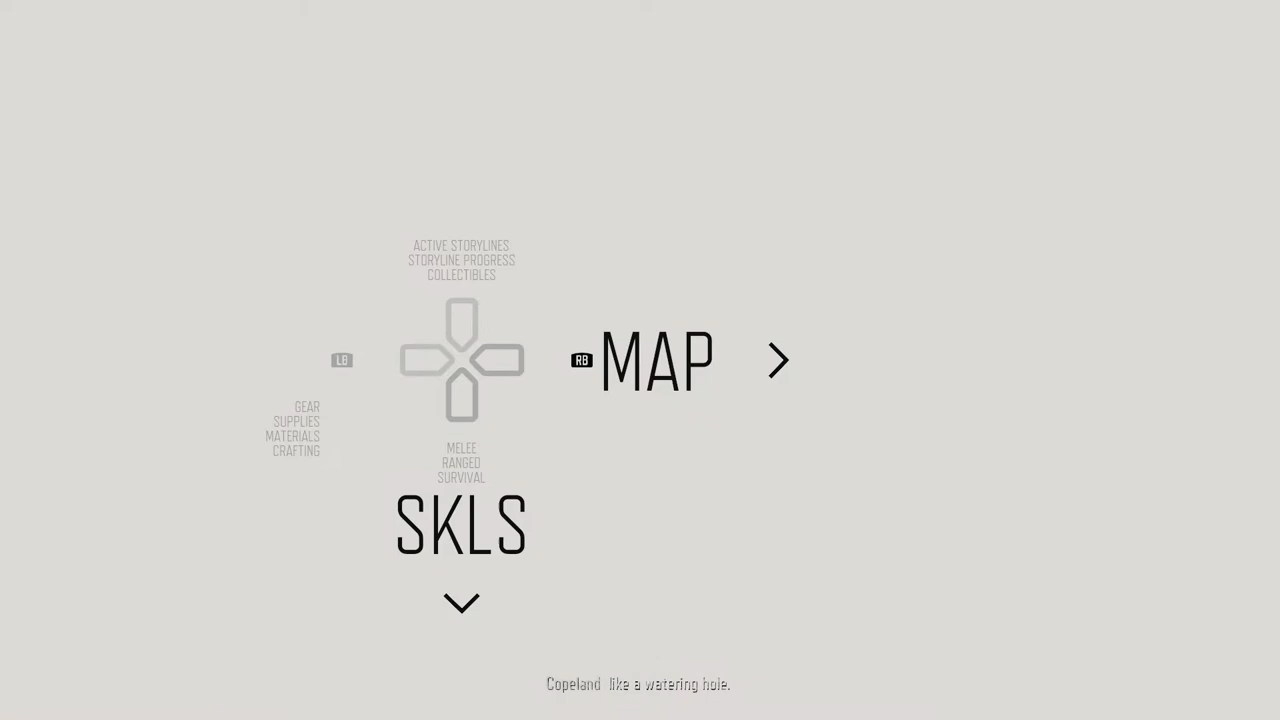 ACTIVE STORYLINES
STORYLINE PROGRESS
COLLECTIBLES
LB
RB
MAP
GEAR
SUPPLIES
MATERIALS
CRAFTING
MELEE
RANGED
SURVIVAL
SKLS
Copeland like a watering hole.